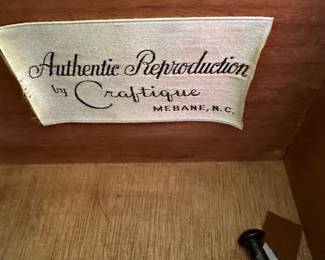 Authentic Reproduction
by Craftique
MEBANE, N.C.